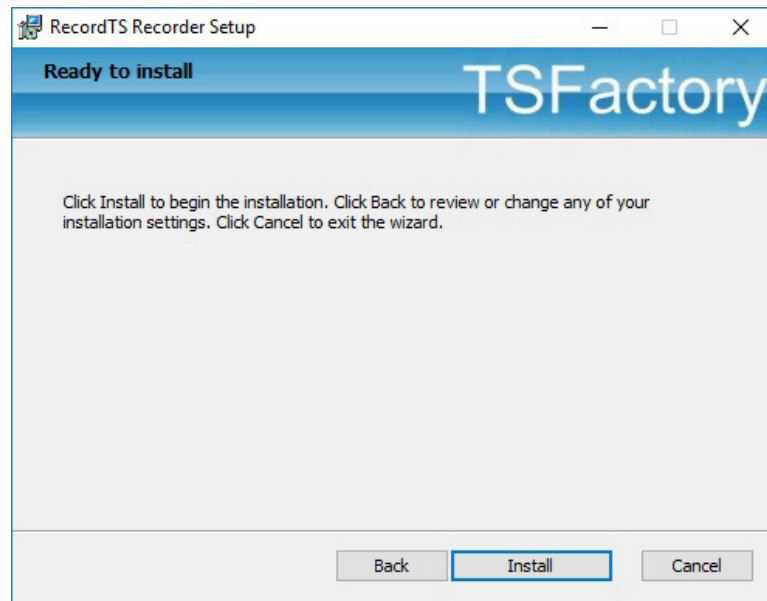 RecordTS Recorder Setup
Ready to install
TSFactory
Click Install to begin the installation. Click Back to review or change any of your
installation settings. Click Cancel to exit the wizard.
Back
Install
Cancel